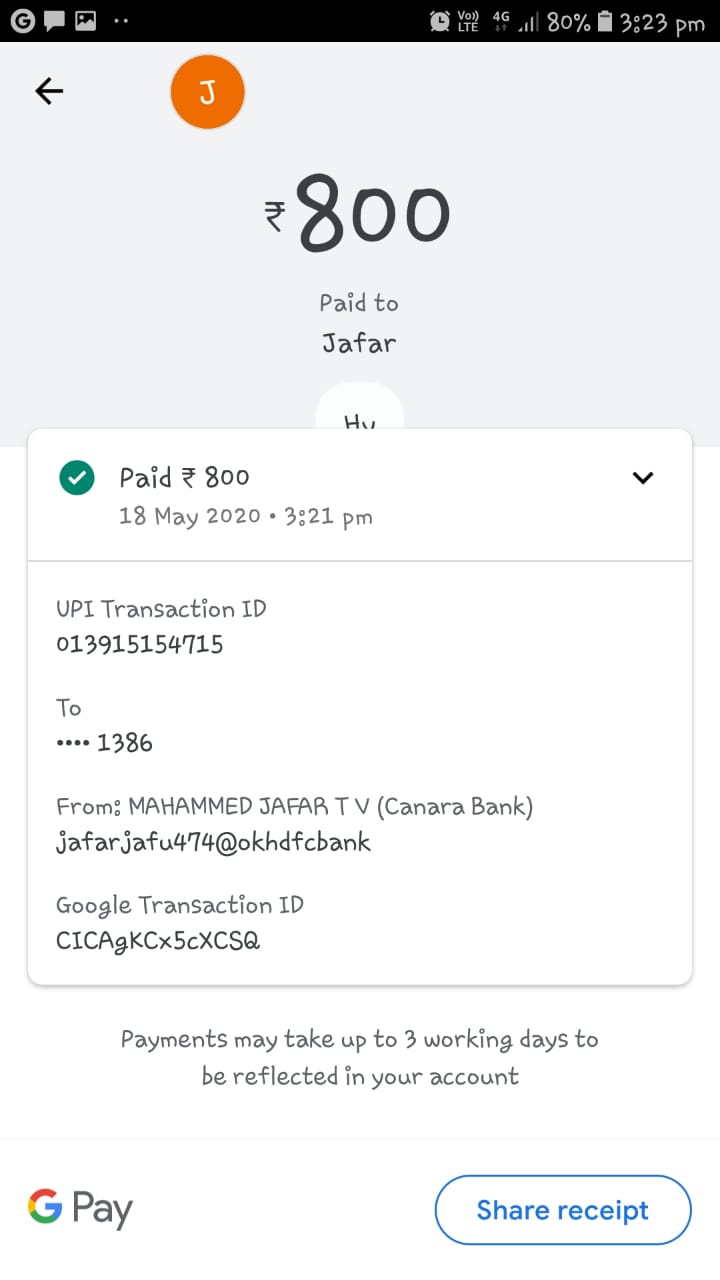 G Vo)) LTE 4G 80% 3:23 pm
J
₹800
Paid to
Jafar
Hy
Paid ₹ 800
18 May 2020 • 3:21 pm
UPI Transaction ID
013915154715
To
•••• 1386
From: MAHAMMED JAFAR T V (Canara Bank)
jafarjafu474@okhdfcbank
Google Transaction ID
CICAgKCx5cXCSQ
Payments may take up to 3 working days to
be reflected in your account
G Pay
Share receipt